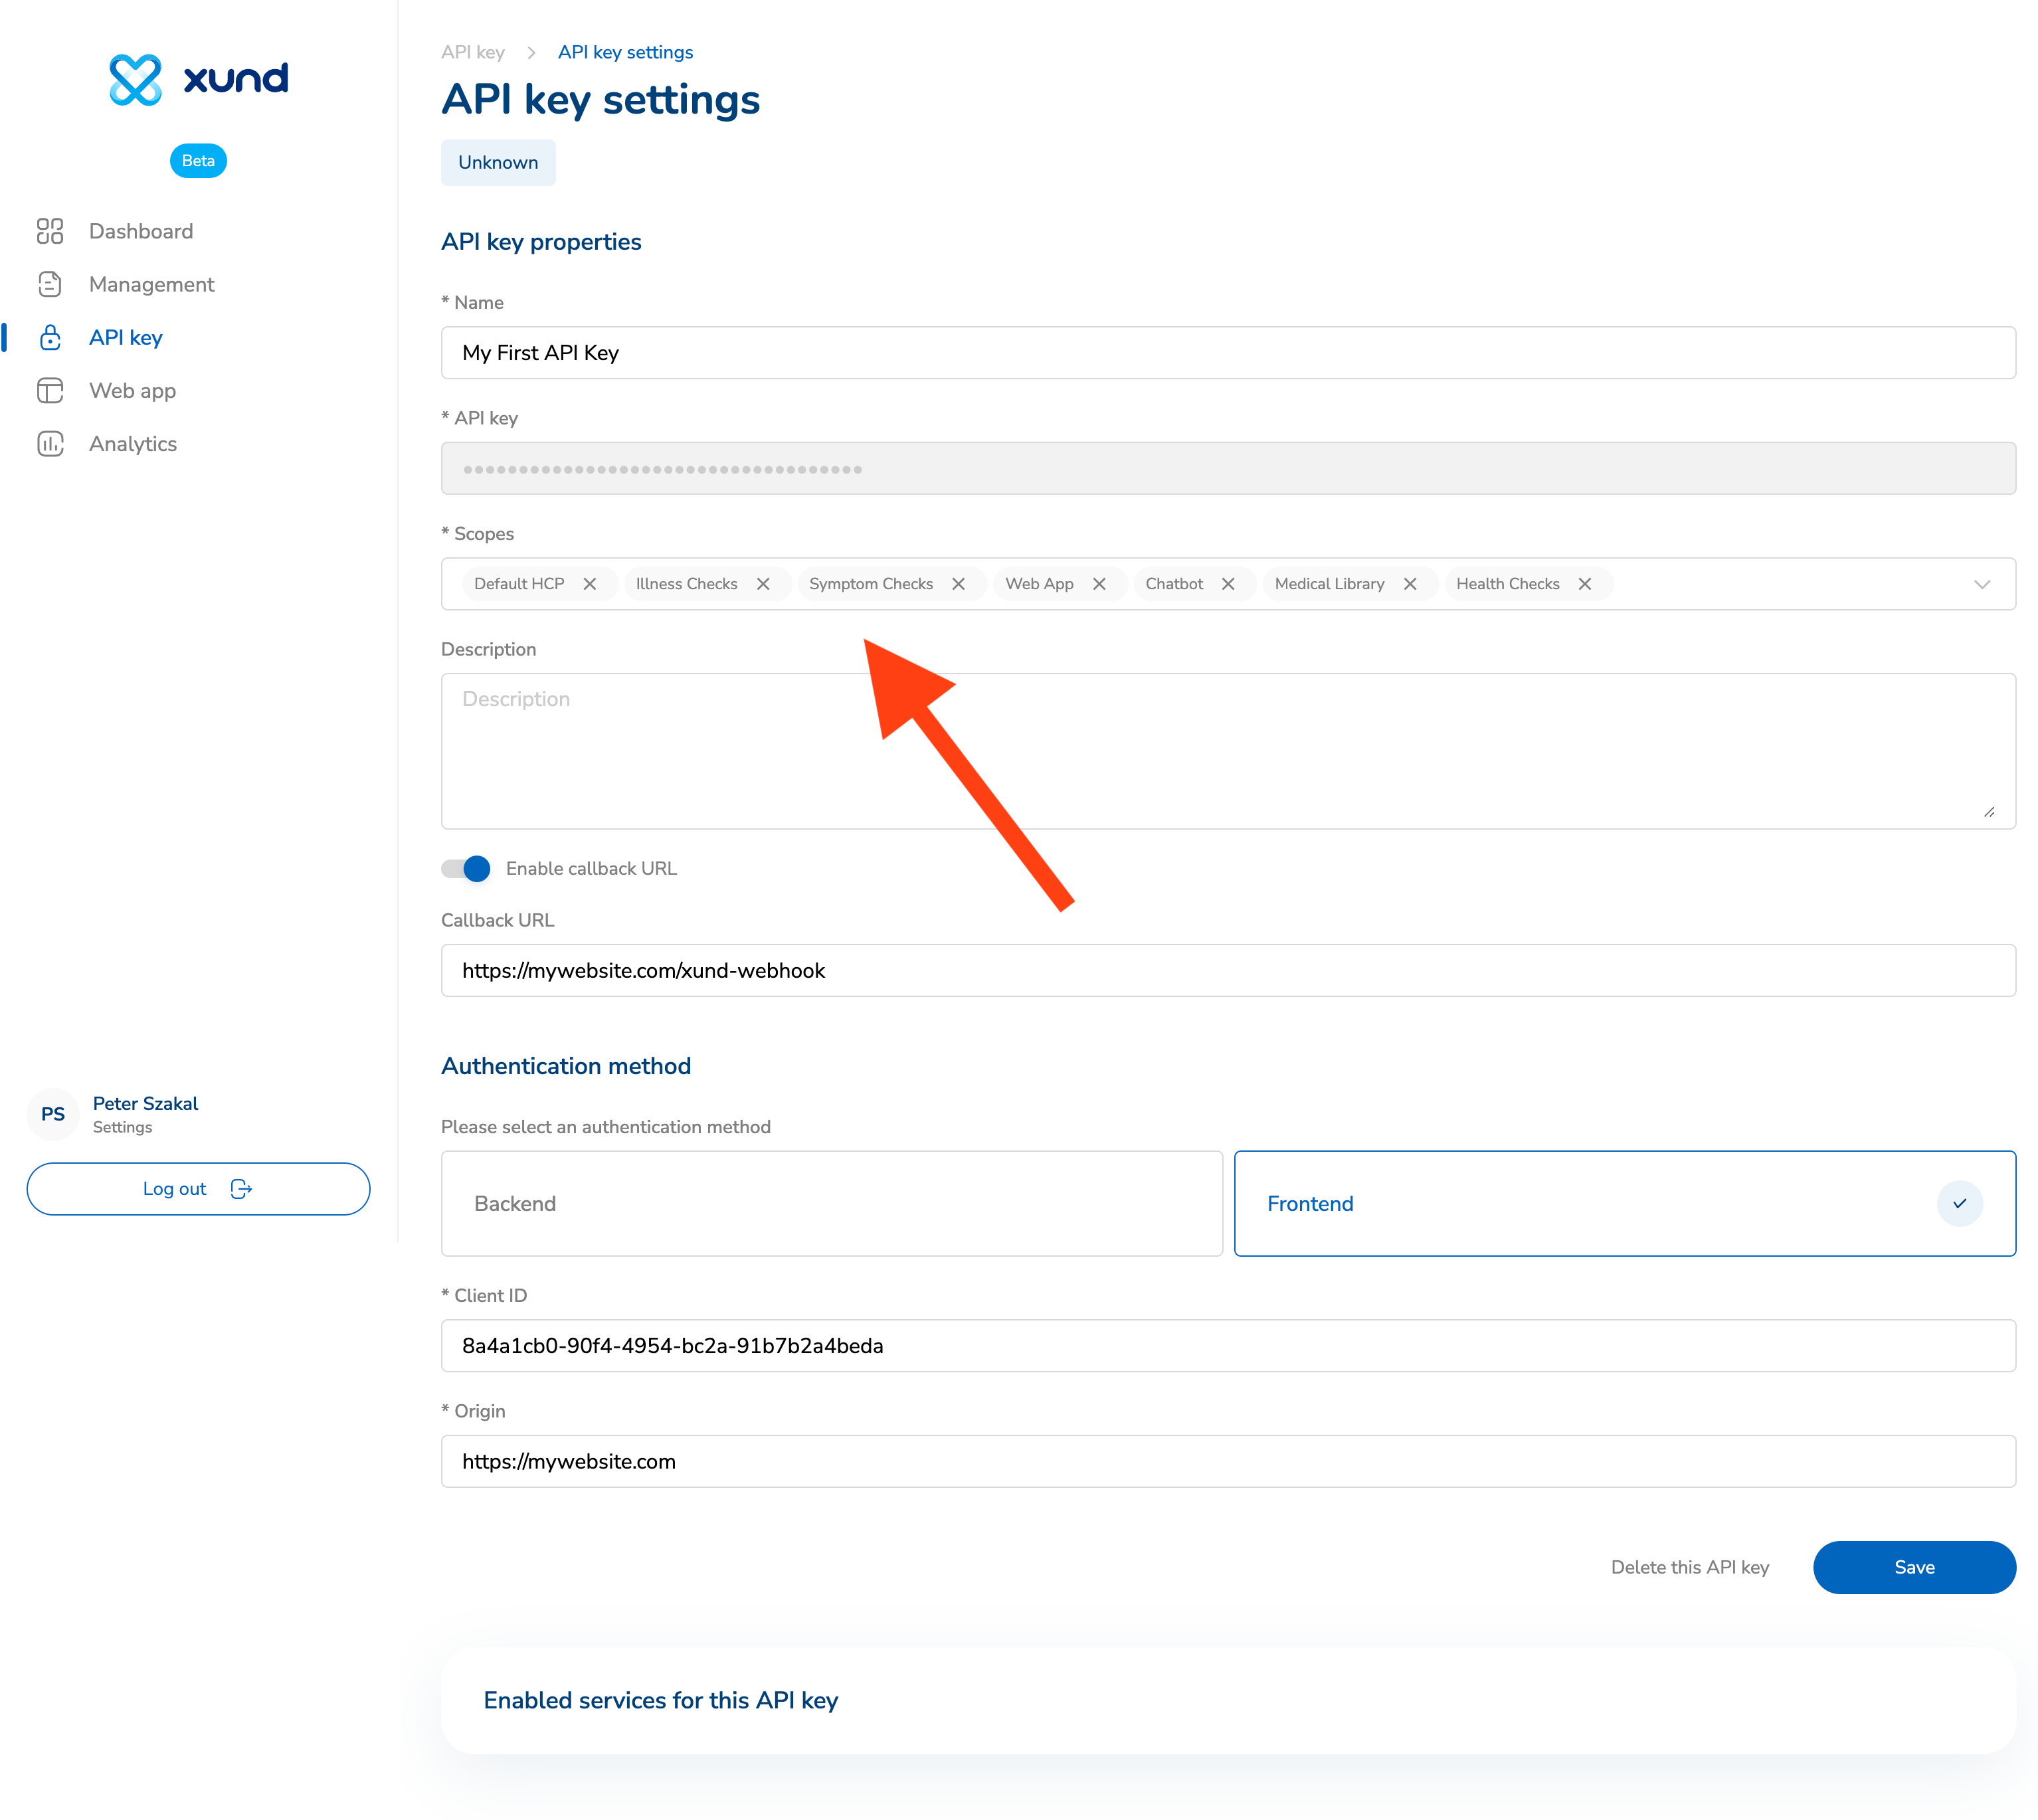 xund
Beta
Dashboard
Management
API key
Web app
Analytics
PS
Peter Szakal
Settings
Log out
API key > API key settings
API key settings
Unknown
API key properties
* Name
My First API Key
* API key
••••••••••••••••••••••••••••••••••••
* Scopes
Default HCP Illness Checks Symptom Checks Web App Chatbot Medical Library Health Checks
Description
Description
Enable callback URL
Callback URL
https://mywebsite.com/xund-webhook
Authentication method
Please select an authentication method
Backend Frontend
* Client ID
8a4a1cb0-90f4-4954-bc2a-91b7b2a4beda
* Origin
https://mywebsite.com
Delete this API key Save
Enabled services for this API key